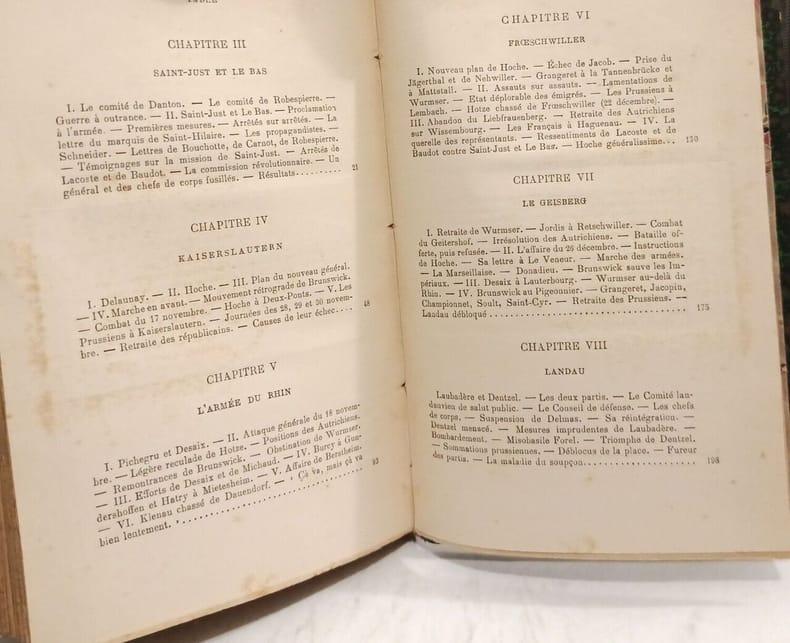 TABLE
CHAPITRE III
SAINT-JUST ET LE BAS
I. Le comité de Danton. — Le comité de Robespierre. —
Guerre à outrance. — II. Saint-Just et Le Bas. — Proclamation
à l'armée. — Premières mesures. — Arrêtés sur arrêtés. — La
lettre du marquis de Saint-Hilaire. — Les propagandistes. —
Schneider. — Lettres de Bouchotte, de Carnot, de Robespierre.
— Témoignages sur la mission de Saint-Just. — Arrêtés de
Lacoste et de Baudot. — La commission révolutionnaire. — Un
général et des chefs de corps fusillés. — Résultats.......... 21
CHAPITRE IV
KAISERSLAUTERN
I. Delaunay. — II. Hoche. — III. Plan du nouveau général.
— IV. Marche en avant. — Mouvement rétrograde de Brunswick.
— Combat du 17 novembre. — Hoche à Deux-Ponts. — V. Les
Prussiens à Kaiserslautern. — Journées des 28, 29 et 30 novem-
bre. — Retraite des républicains. — Causes de leur échec.... 48
CHAPITRE V
L'ARMÉE DU RHIN
I. Pichegru et Desaix. — II. Attaque générale du 18 novem-
bre. — Légère reculade de Hotze. — Positions des Autrichiens.
— Remontrances de Brunswick. — Obstination de Wurmser.
— III. Efforts de Desaix et de Michaud. — IV. Burcy à Gun-
dershoffen et Hatry à Mietesheim. — V. Affaire de Berstheim.
— VI. Kienau chassé de Dauendorf. — « Ça va, mais ça va
bien lentement. ».............................. 93
CHAPITRE VI
FRŒSCHWILLER
I. Nouveau plan de Hoche. — Échec de Jacob. — Prise du
Jägerthal et de Nehwiller. — Grangeret à la Tannenbrücke et
à Mattstall. — II. Assauts sur assauts. — Lamentations de
Wurmser. — Etat déplorable des émigrés. — Les Prussiens à
Lembach. — Hotze chassé de Frœschwiller (22 décembre). —
III. Abandon du Liebfrauenberg. — Retraite des Autrichiens
sur Wissembourg. — Les Français à Haguenau. — IV. La
querelle des représentants. — Ressentiments de Lacoste et de
Baudot contre Saint-Just et Le Bas. — Hoche généralissime... 150
CHAPITRE VII
LE GEISBERG
I. Retraite de Wurmser. — Jordis à Retschwiller. — Combat
du Geitershof. — Irrésolution des Autrichiens. — Bataille of-
ferte, puis refusée. — II. L'affaire du 26 décembre. — Instructions
de Hoche. — Sa lettre à Le Veneur. — Marche des armées.
— La Marseillaise. — Donadieu. — Brunswick sauve les Im-
périaux. — III. Desaix à Lauterbourg. — Wurmser au-delà du
Rhin. — IV. Brunswick au Pigeonnier. — Grangeret, Jacopin,
Championnet, Soult, Saint-Cyr. — Retraite des Prussiens. —
Landau débloqué.................................... 175
CHAPITRE VIII
LANDAU
Laubadère et Dentzel. — Les deux partis. — Le Comité lan-
dauvien de salut public. — Le Conseil de défense. — Les chefs
de corps. — Suspension de Delmas. — Sa réintégration. —
Dentzel menacé. — Mesures imprudentes de Laubadère. —
Bombardement. — Misobasile Forel. — Triomphe de Dentzel.
— Sommations prussiennes. — Déblocus de la place. — Fureur
des partis. — La maladie du soupçon.................... 198